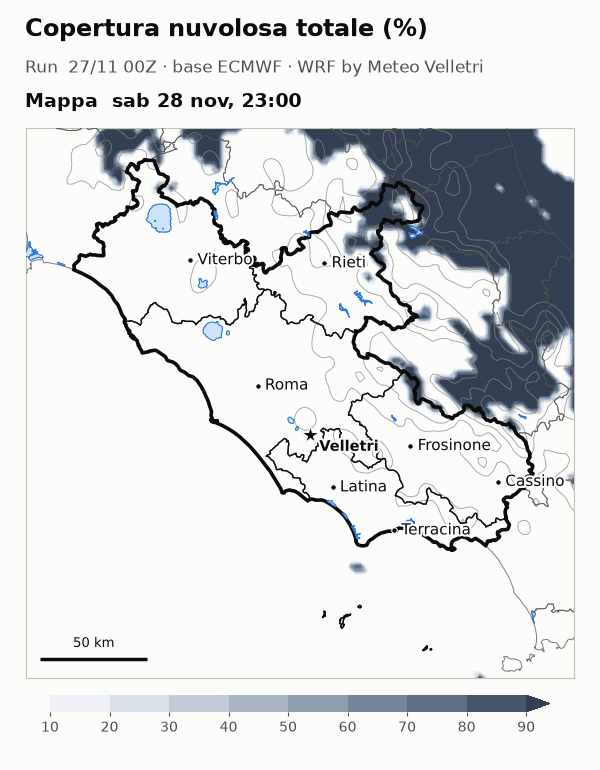 Copertura nuvolosa totale (%)
Run  27/11 00Z · base ECMWF · WRF by Meteo Velletri
Mappa  sab 28 nov, 23:00
Viterbo
Rieti
Roma
Velletri
Frosinone
Latina
Cassino
Terracina
50 km
10 20 30 40 50 60 70 80 90